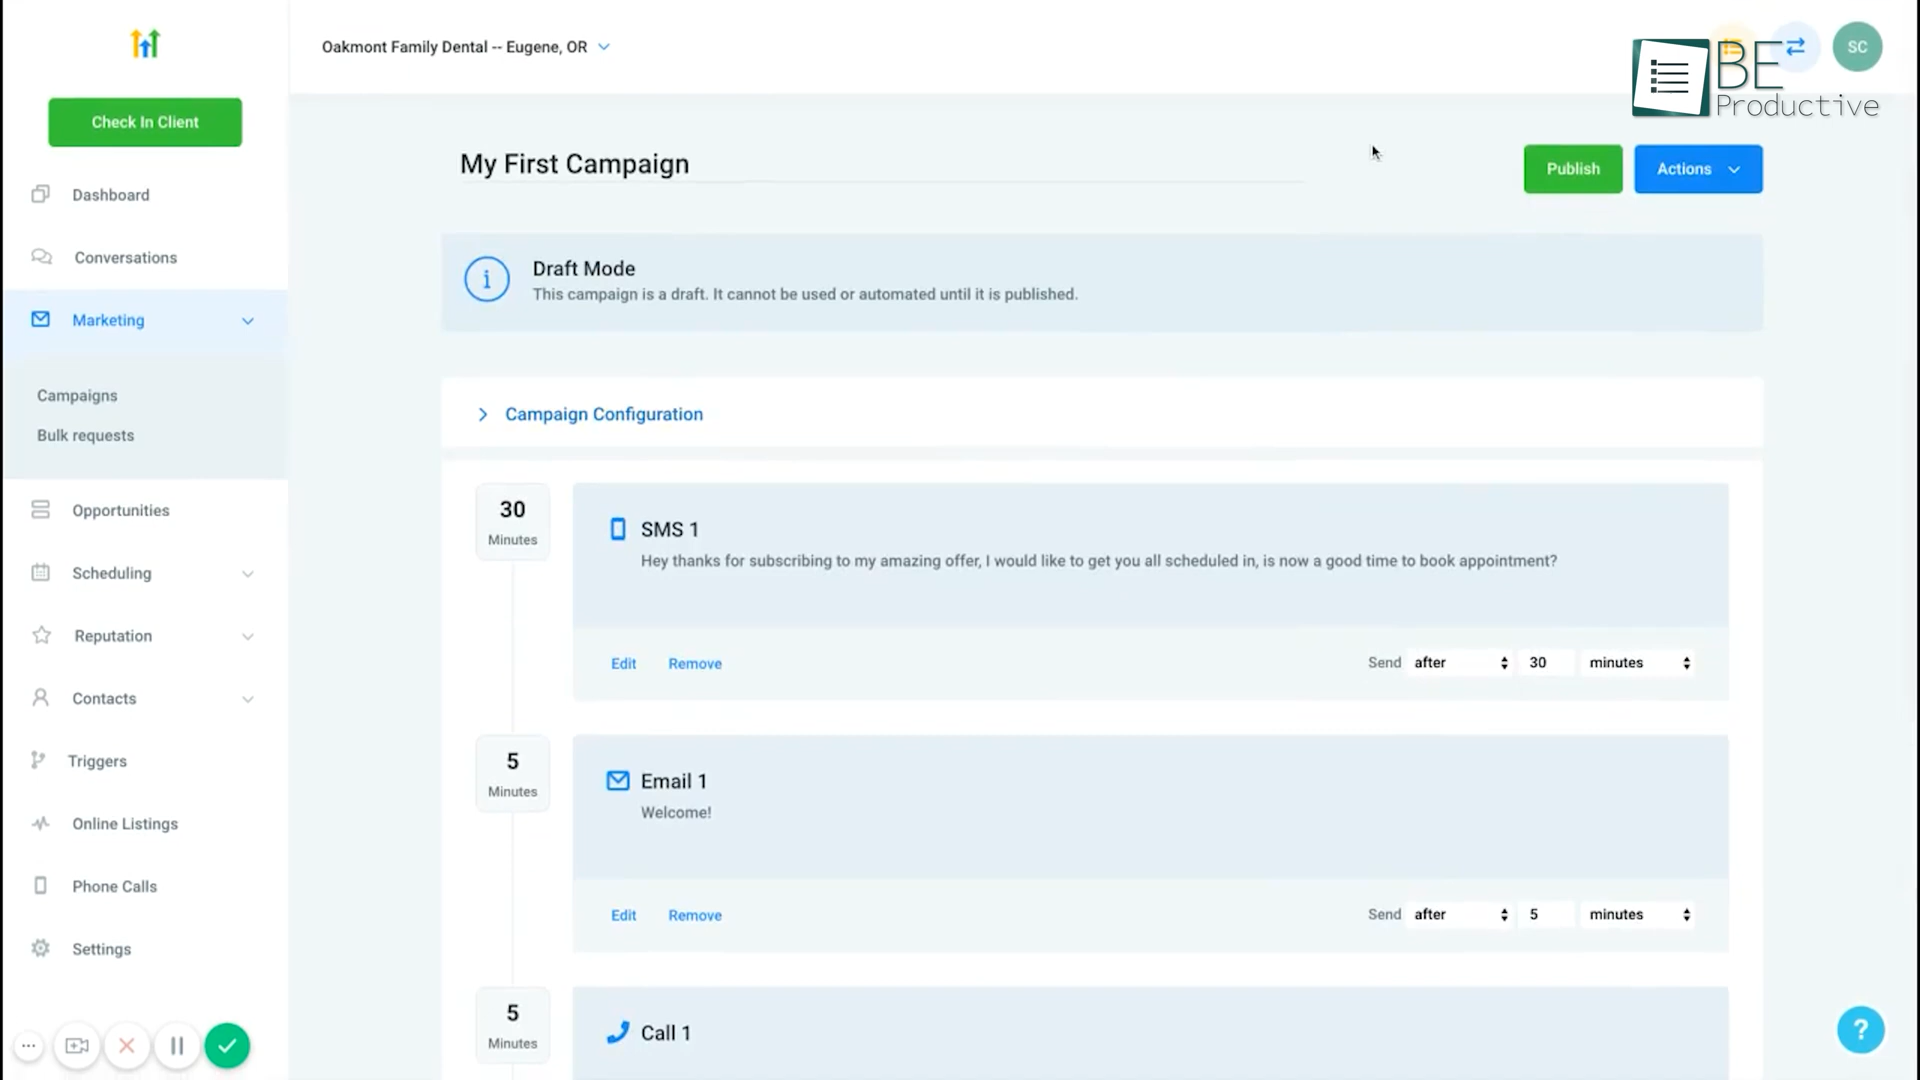 Oakmont Family Dental -- Eugene, OR
SC
BE
Productive
Check In Client
Dashboard
Conversations
Marketing
Campaigns
Bulk requests
Opportunities
Scheduling
Reputation
Contacts
Triggers
Online Listings
Phone Calls
Settings
My First Campaign
Publish
Actions
Draft Mode
This campaign is a draft. It cannot be used or automated until it is published.
Campaign Configuration
30
Minutes
SMS 1
Hey thanks for subscribing to my amazing offer, I would like to get you all scheduled in, is now a good time to book appointment?
Edit Remove
Send after 30 minutes
5
Minutes
Email 1
Welcome!
Edit Remove
Send after 5 minutes
5
Minutes
Call 1
?